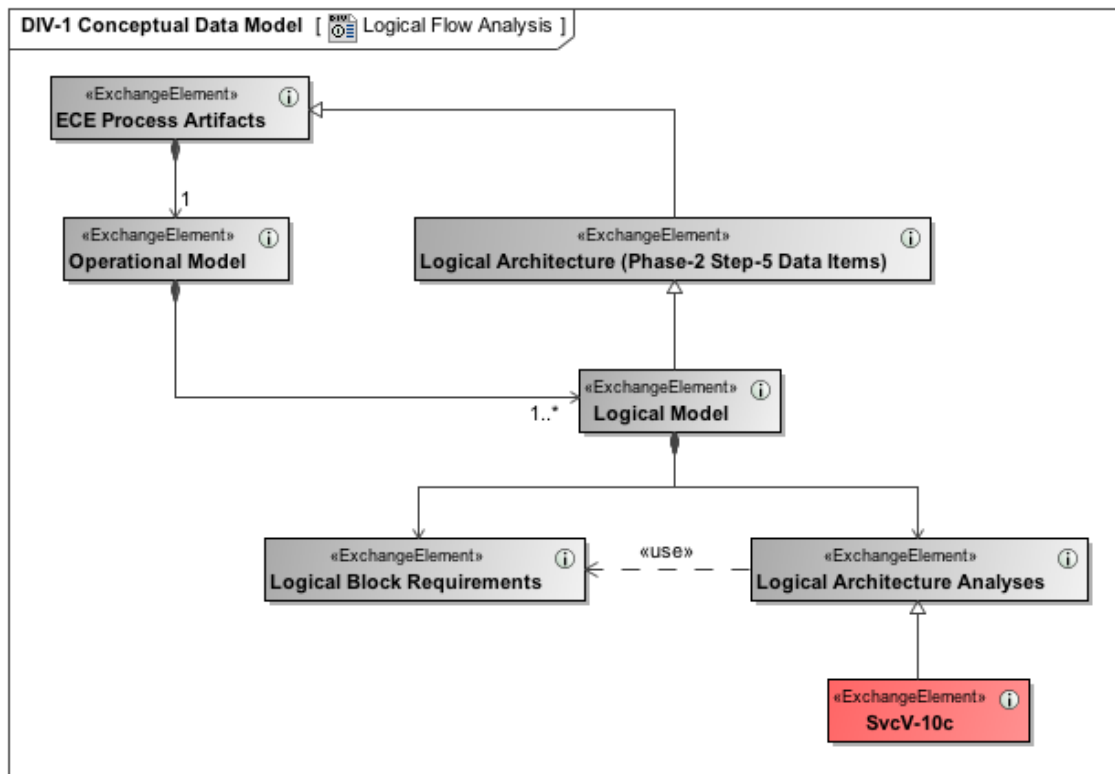 DIV-1 Conceptual Data Model [ Logical Flow Analysis ]
«ExchangeElement»
ECE Process Artifacts
1
«ExchangeElement»
Operational Model
«ExchangeElement»
Logical Architecture (Phase-2 Step-5 Data Items)
«ExchangeElement»
Logical Model
1..*
«ExchangeElement»
Logical Block Requirements
«use»
«ExchangeElement»
Logical Architecture Analyses
«ExchangeElement»
SvcV-10c